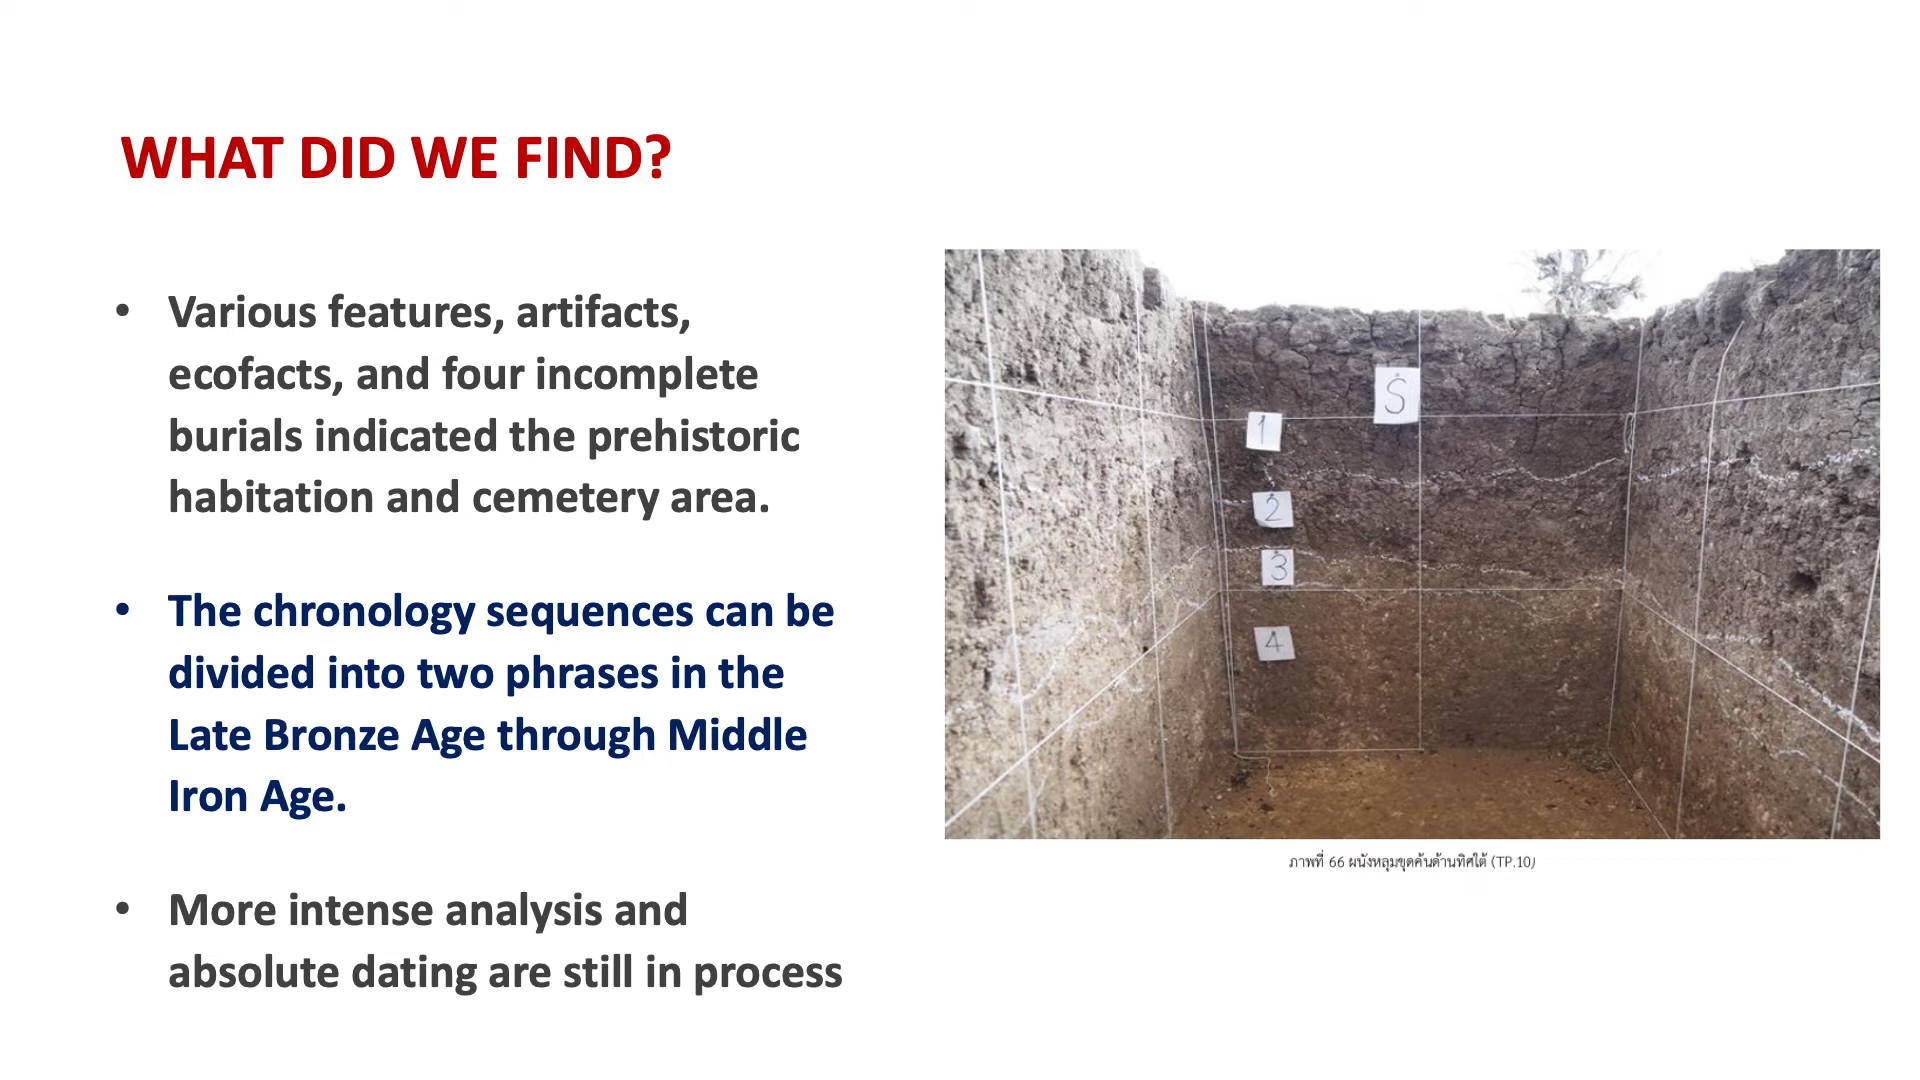 WHAT DID WE FIND?
• Various features, artifacts,
ecofacts, and four incomplete
burials indicated the prehistoric
habitation and cemetery area.
• The chronology sequences can be
divided into two phrases in the
Late Bronze Age through Middle
Iron Age.
• More intense analysis and
absolute dating are still in process
S
1
2
3
4
ภาพที่ 66 ผนังหลุมขุดค้นด้านทิศใต้ (TP.10)